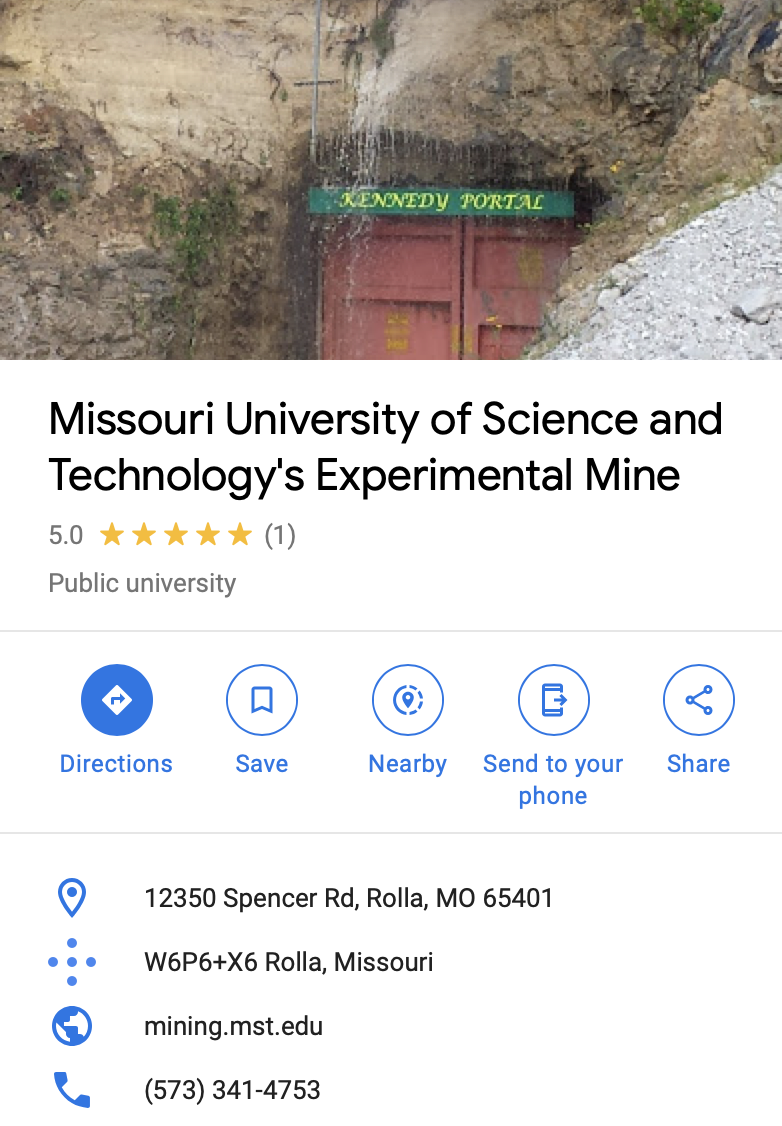 KENNEDY PORTAL
Missouri University of Science and
Technology's Experimental Mine
5.0 ★★★★★ (1)
Public university
Directions
Save
Nearby
Send to your
phone
Share
12350 Spencer Rd, Rolla, MO 65401
W6P6+X6 Rolla, Missouri
mining.mst.edu
(573) 341-4753